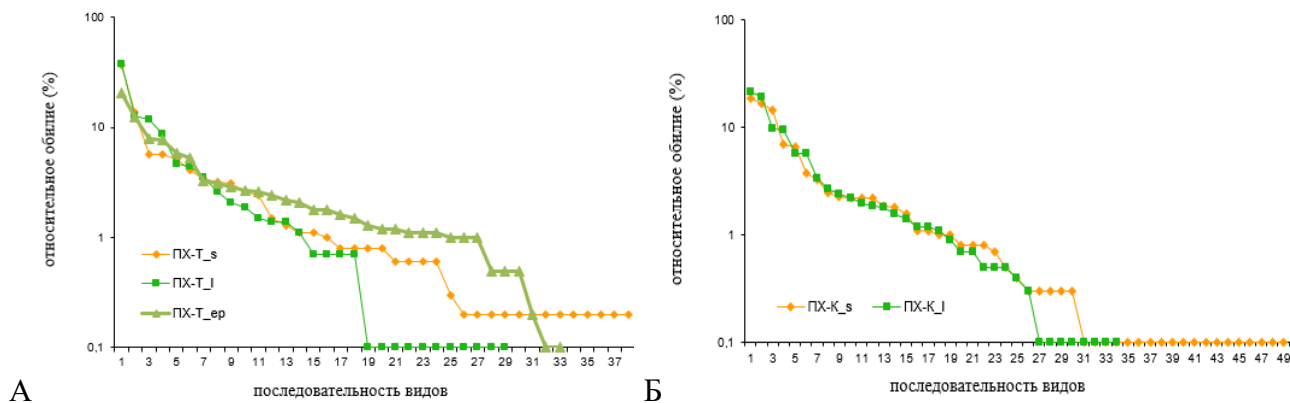 относительное обилие (%)
100
10
1
0,1
ПХ-Т_s
ПХ-Т_l
ПХ-Т_ep
1 3 5 7 9 11 13 15 17 19 21 23 25 27 29 31 33 35 37
последовательность видов
А
относительное обилие (%)
100
10
1
0,1
ПХ-К_s ПХ-К_l
1 3 5 7 9 11 13 15 17 19 21 23 25 27 29 31 33 35 37 39 41 43 45 47 49
последовательность видов
Б